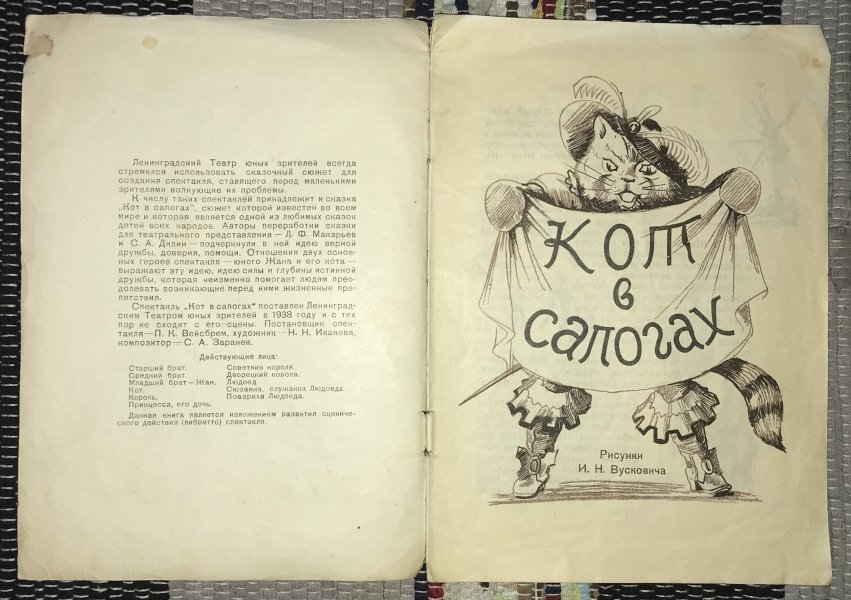 Ленинградский Театр юных зрителей всегда
стремился использовать сказочный сюжет для
создания спектакля, ставящего перед маленькими
зрителями волнующие их проблемы.
К числу таких спектаклей принадлежит и сказка
„Кот в сапогах", сюжет которой известен во всем
мире и которая является одной из любимых сказок
детей всех народов. Авторы переработки сказки
для театрального представления — Л. Ф. Макарьев
и С. А. Дилин — подчеркнули в ней идею верной
дружбы, доверия, помощи. Отношения двух основ-
ных героев спектакля — юного Жана и его кота —
выражают эту идею, идею силы и глубины истинной
дружбы, которая неизменно помогает людям прео-
долевать возникающие перед ними жизненные пре-
пятствия.
Спектакль „Кот в сапогах" поставлен Ленинград-
ским Театром юных зрителей в 1938 году и с тех
пор не сходит с его сцены. Постановщик спек-
такля — П. К. Вейсбрем, художник — Н. Н. Иванова,
композитор — С. А. Заранек.
Действующие лица:
Старший брат. Советник короля.
Средний брат. Дворецкий короля.
Младший брат — Жан. Людоед.
Кот. Сюзанна, служанка Людоеда.
Король. Повариха Людоеда.
Принцесса, его дочь.
Данная книга является изложением развития сцениче-
ского действия (либретто) спектакля.
КОТ
в
сапогах
Рисунки
И. Н. Вусковича